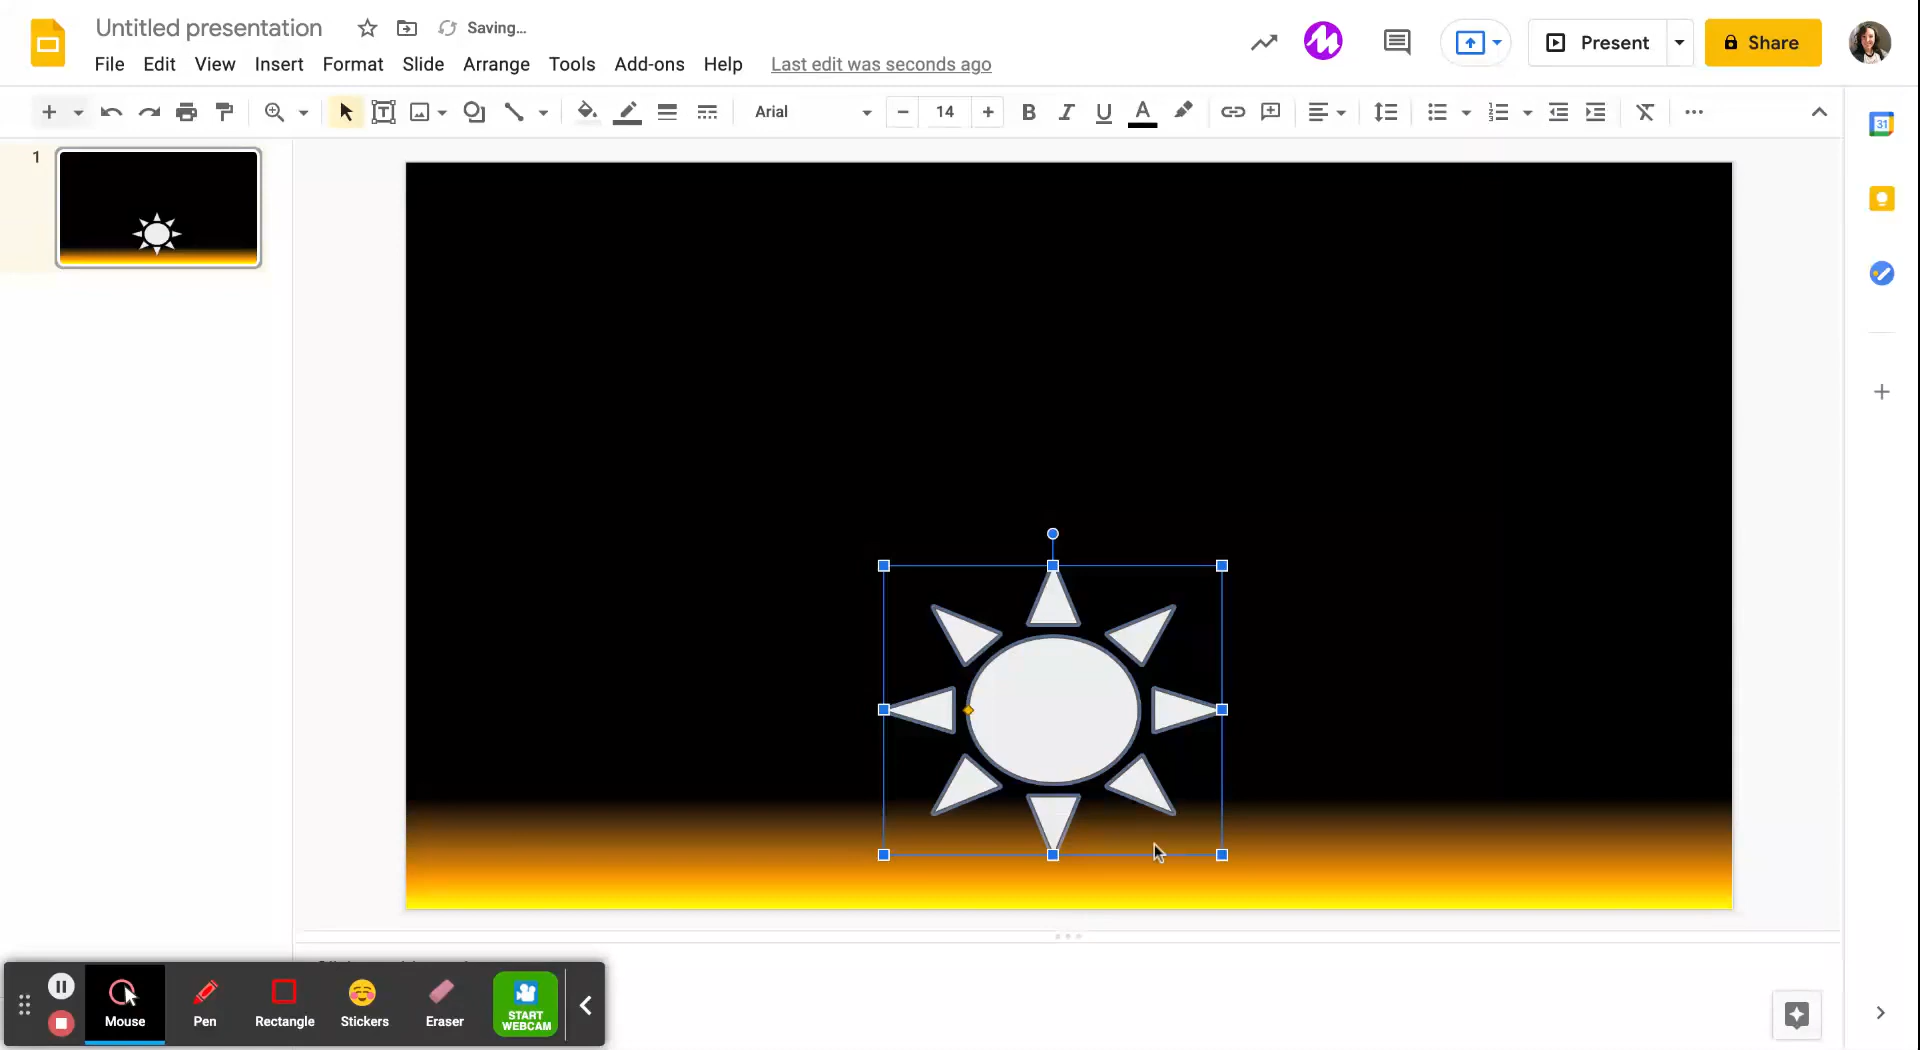 Untitled presentation
Saving...
File Edit View Insert Format Slide Arrange Tools Add-ons Help Last edit was seconds ago
Present
Share
Arial
14
B I U A
31
1
Mouse
Pen
Rectangle
Stickers
Eraser
START
WEBCAM